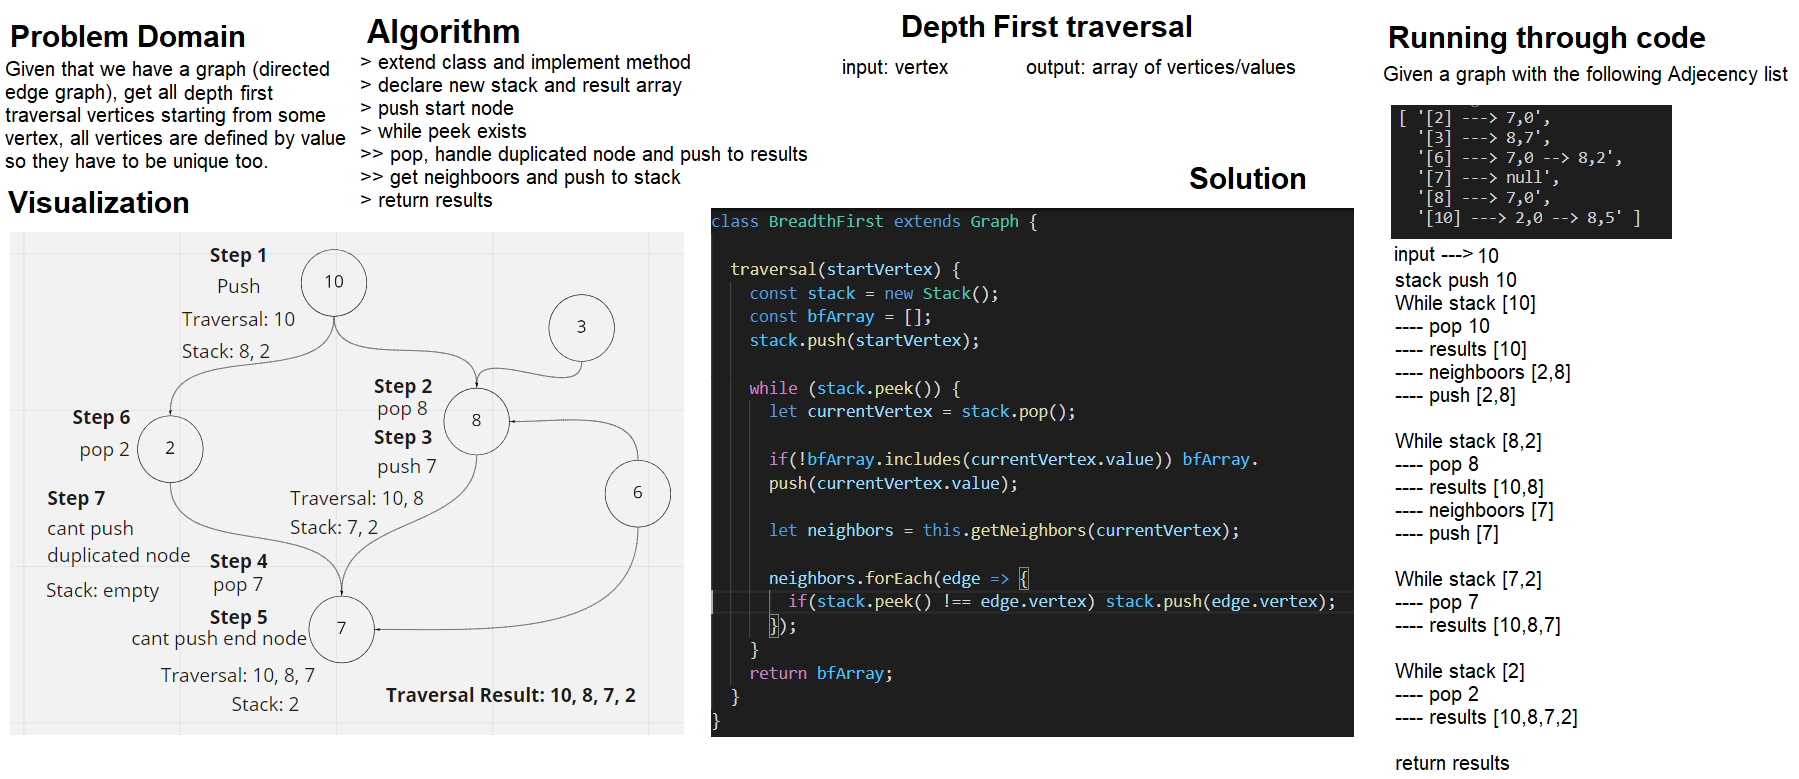 Problem Domain
Given that we have a graph (directed
edge graph), get all depth first
traversal vertices starting from some
vertex, all vertices are defined by value
so they have to be unique too.
Algorithm
> extend class and implement method
> declare new stack and result array
> push start node
> while peek exists
>> pop, handle duplicated node and push to results
>> get neighboors and push to stack
> return results
Depth First traversal
input: vertex
output: array of vertices/values
Visualization
Step 1
Push
Traversal: 10
Stack: 8, 2
10
3
Step 2
pop 8
Step 3
push 7
8
Traversal: 10, 8
Stack: 7, 2
Step 6
pop 2
2
6
Step 7
cant push
duplicated node
Stack: empty
Step 4
pop 7
Step 5
cant push end node
7
Traversal: 10, 8, 7
Stack: 2
Traversal Result: 10, 8, 7, 2
Solution
class BreadthFirst extends Graph {
traversal(startVertex) {
const stack = new Stack();
const bfArray = [];
stack.push(startVertex);
while (stack.peek()) {
let currentVertex = stack.pop();
if(!bfArray.includes(currentVertex.value)) bfArray.
push(currentVertex.value);
let neighbors = this.getNeighbors(currentVertex);
neighbors.forEach(edge => {
if(stack.peek() !== edge.vertex) stack.push(edge.vertex);
});
}
return bfArray;
}
}
Running through code
Given a graph with the following Adjecency list
[ '[2] ---> 7,0',
'[3] ---> 8,7',
'[6] ---> 7,0 --> 8,2',
'[7] ---> null',
'[8] ---> 7,0',
'[10] ---> 2,0 --> 8,5' ]
input ---> 10
stack push 10
While stack [10]
---- pop 10
---- results [10]
---- neighboors [2,8]
---- push [2,8]
While stack [8,2]
---- pop 8
---- results [10,8]
---- neighboors [7]
---- push [7]
While stack [7,2]
---- pop 7
---- results [10,8,7]
While stack [2]
---- pop 2
---- results [10,8,7,2]
return results